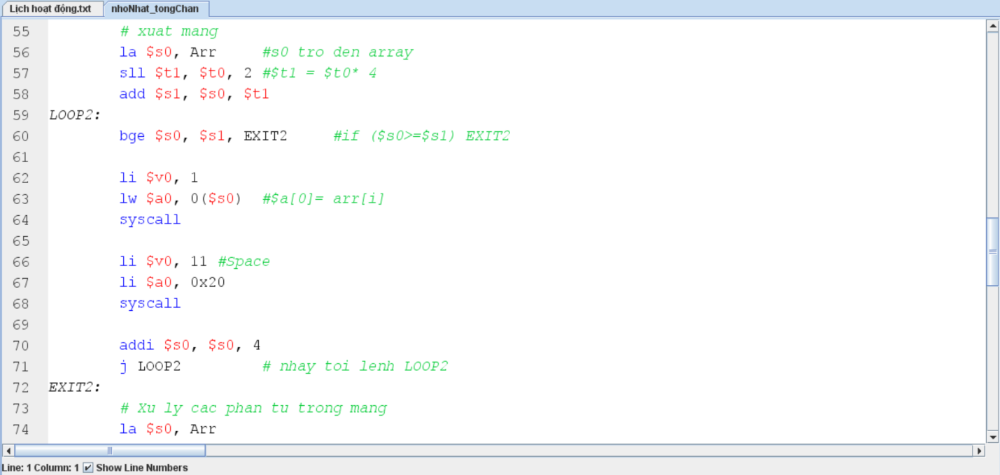 Lịch hoạt động.txt nhoNhat_tongChan
55 # xuat mang
56 la $s0, Arr #s0 tro den array
57 sll $t1, $t0, 2 #$t1 = $t0* 4
58 add $s1, $s0, $t1
59 LOOP2:
60 bge $s0, $s1, EXIT2 #if ($s0>=$s1) EXIT2
61
62 li $v0, 1
63 lw $a0, 0($s0) #$a[0]= arr[i]
64 syscall
65
66 li $v0, 11 #Space
67 li $a0, 0x20
68 syscall
69
70 addi $s0, $s0, 4
71 j LOOP2 # nhay toi lenh LOOP2
72 EXIT2:
73 # Xu ly cac phan tu trong mang
74 la $s0, Arr
Line: 1 Column: 1 Show Line Numbers